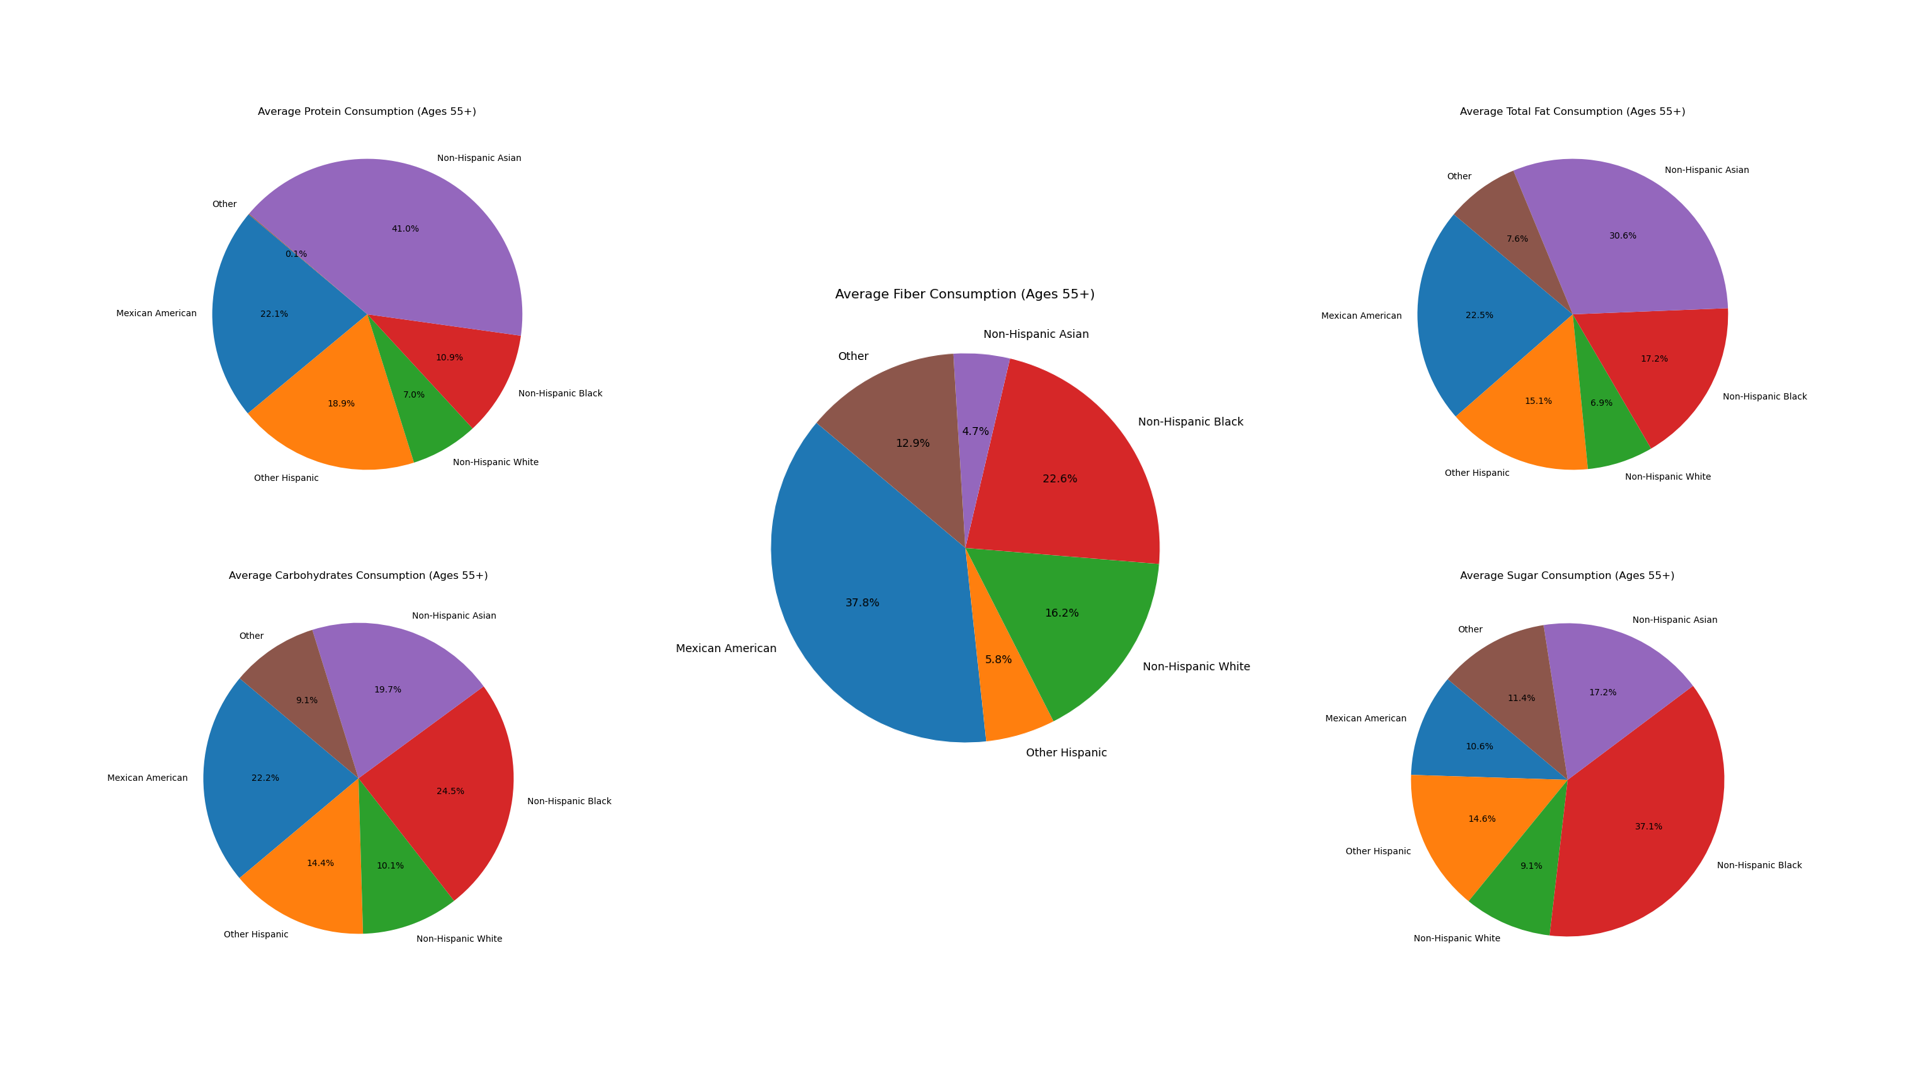 Average Protein Consumption (Ages 55+)
Non-Hispanic Asian
41.0%
Other
0.1%
Mexican American
22.1%
10.9%
Non-Hispanic Black
7.0%
18.9%
Non-Hispanic White
Other Hispanic
Average Carbohydrates Consumption (Ages 55+)
Non-Hispanic Asian
Other
19.7%
9.1%
Mexican American
22.2%
24.5%
Non-Hispanic Black
14.4%
10.1%
Other Hispanic
Non-Hispanic White
Average Fiber Consumption (Ages 55+)
Non-Hispanic Asian
Other
Non-Hispanic Black
4.7%
12.9%
22.6%
37.8%
16.2%
Mexican American
5.8%
Non-Hispanic White
Other Hispanic
Average Total Fat Consumption (Ages 55+)
Non-Hispanic Asian
Other
30.6%
7.6%
Mexican American
22.5%
17.2%
Non-Hispanic Black
15.1%
6.9%
Other Hispanic
Non-Hispanic White
Average Sugar Consumption (Ages 55+)
Non-Hispanic Asian
Other
17.2%
11.4%
Mexican American
10.6%
14.6%
37.1%
Other Hispanic
9.1%
Non-Hispanic Black
Non-Hispanic White